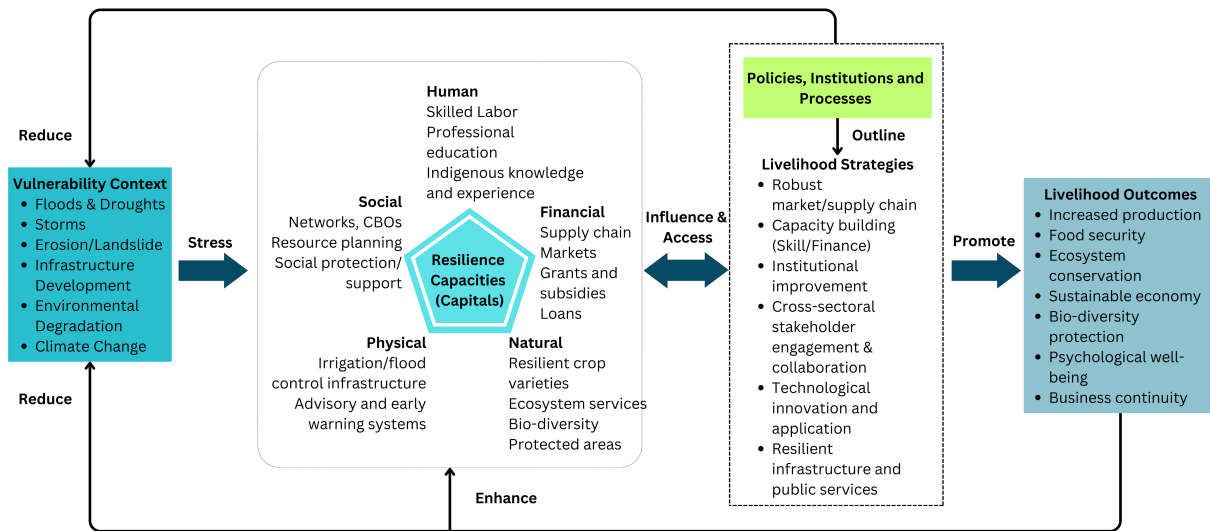 Reduce
Vulnerability Context
• Floods & Droughts
• Storms
• Erosion/Landslide
• Infrastructure
Development
• Environmental
Degradation
• Climate Change
Reduce
Stress
Human
Skilled Labor
Professional
education
Indigenous knowledge
and experience
Social
Networks, CBOs
Resource planning
Social protection/
support
Resilience
Capacities
(Capitals)
Financial
Supply chain
Markets
Grants and
subsidies
Loans
Physical
Irrigation/flood
control infrastructure
Advisory and early
warning systems
Natural
Resilient crop
varieties
Ecosystem services
Bio-diversity
Protected areas
Enhance
Influence &
Access
Policies, Institutions and
Processes
Outline
Livelihood Strategies
• Robust
market/supply chain
• Capacity building
(Skill/Finance)
• Institutional
improvement
• Cross-sectoral
stakeholder
engagement &
collaboration
• Technological
innovation and
application
• Resilient
infrastructure and
public services
Promote
Livelihood Outcomes
• Increased production
• Food security
• Ecosystem
conservation
• Sustainable economy
• Bio-diversity
protection
• Psychological well-
being
• Business continuity